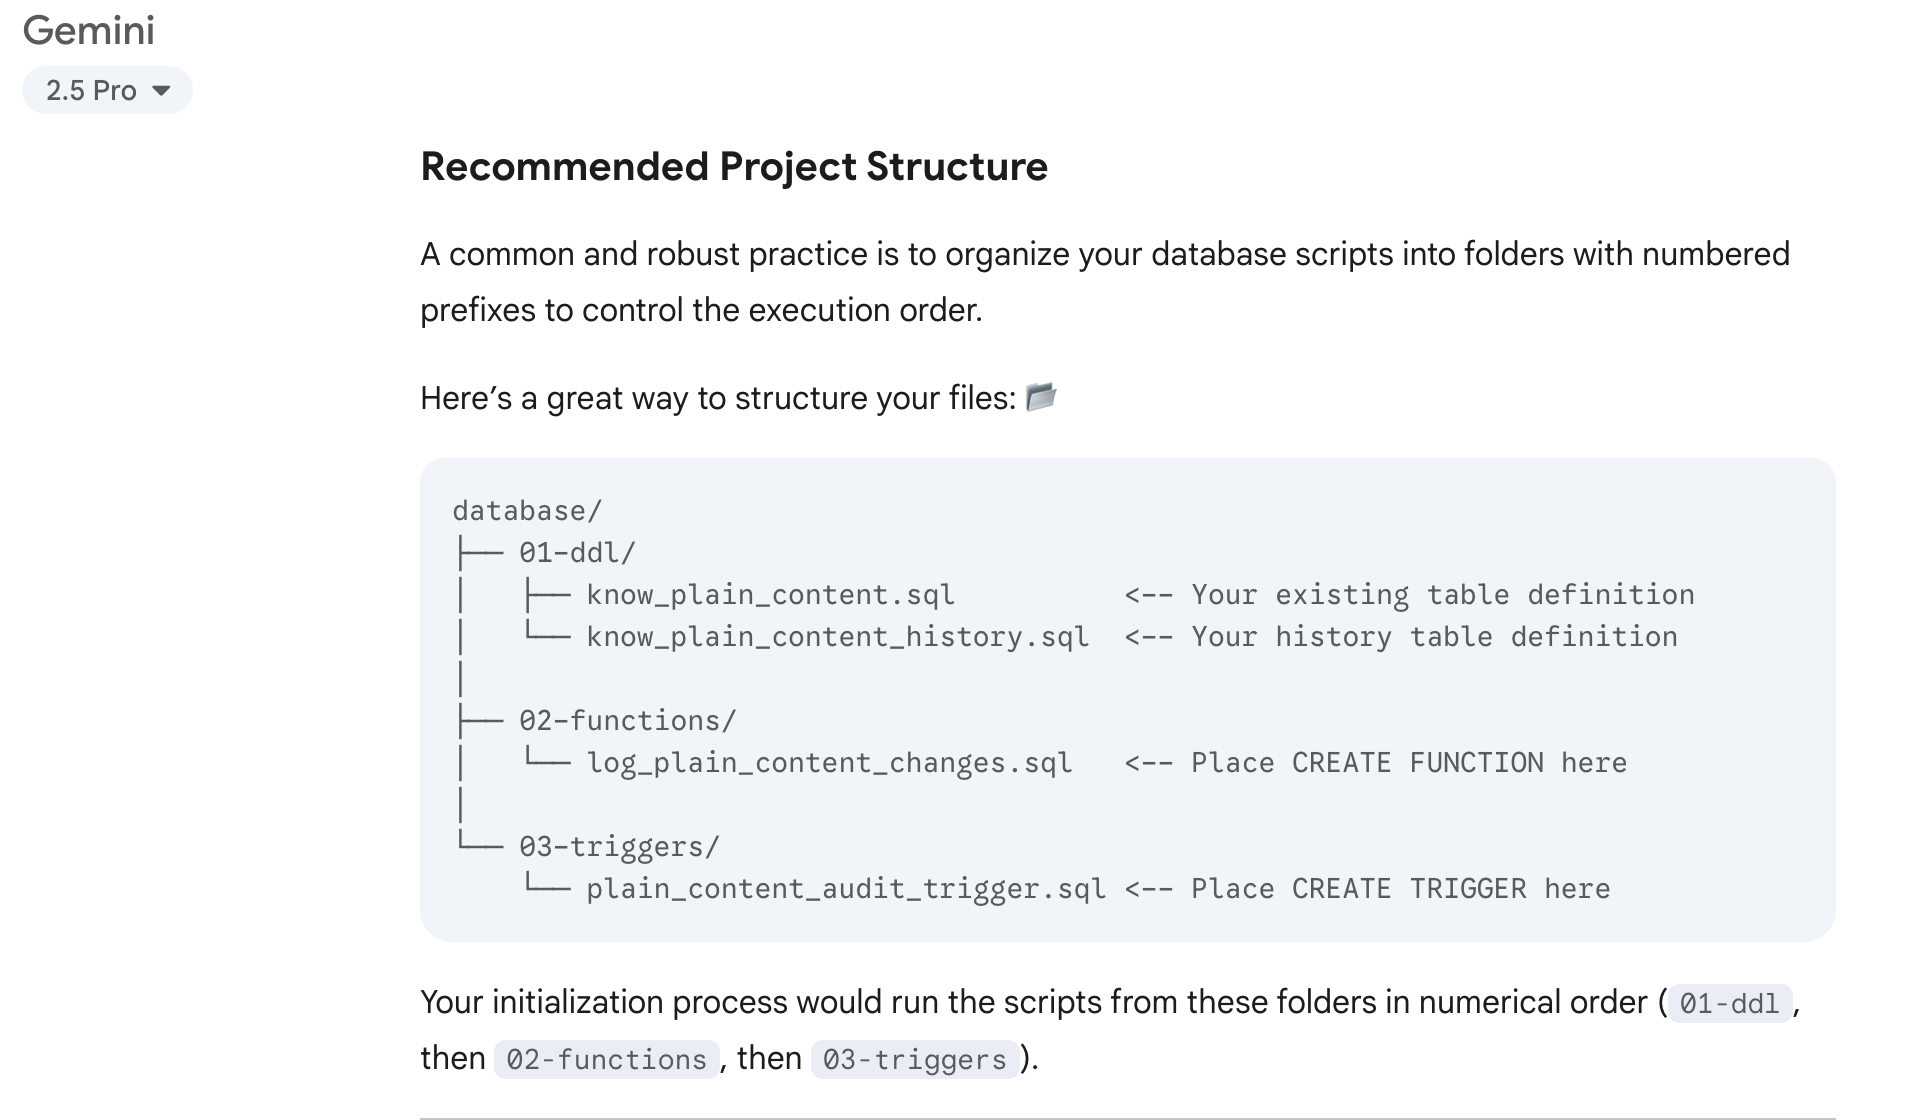 Gemini
2.5 Pro
Recommended Project Structure
A common and robust practice is to organize your database scripts into folders with numbered
prefixes to control the execution order.
Here’s a great way to structure your files: 📂
database/
├── 01-ddl/
│   ├── know_plain_content.sql          <-- Your existing table definition
│   └── know_plain_content_history.sql  <-- Your history table definition
│
├── 02-functions/
│   └── log_plain_content_changes.sql   <-- Place CREATE FUNCTION here
│
└── 03-triggers/
    └── plain_content_audit_trigger.sql <-- Place CREATE TRIGGER here
Your initialization process would run the scripts from these folders in numerical order (01-ddl,
then 02-functions, then 03-triggers).